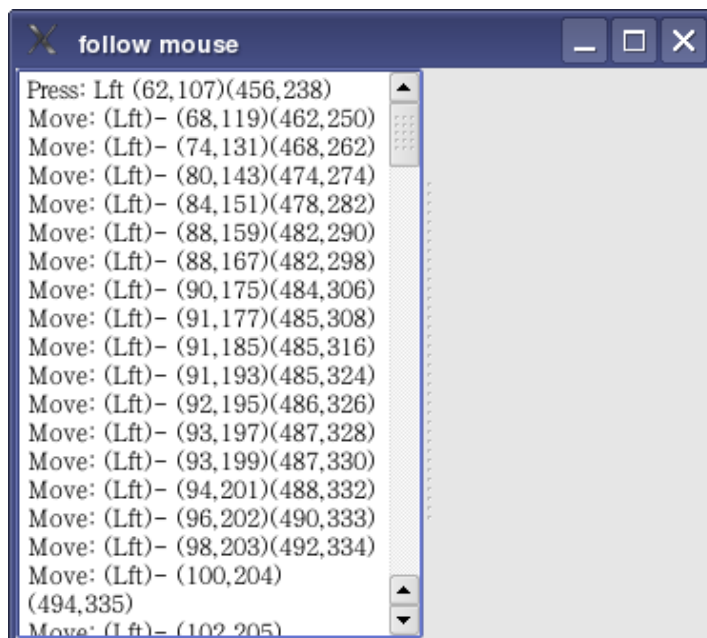 follow mouse
Press: Lft (62,107)(456,238)
Move: (Lft)- (68,119)(462,250)
Move: (Lft)- (74,131)(468,262)
Move: (Lft)- (80,143)(474,274)
Move: (Lft)- (84,151)(478,282)
Move: (Lft)- (88,159)(482,290)
Move: (Lft)- (88,167)(482,298)
Move: (Lft)- (90,175)(484,306)
Move: (Lft)- (91,177)(485,308)
Move: (Lft)- (91,185)(485,316)
Move: (Lft)- (91,193)(485,324)
Move: (Lft)- (92,195)(486,326)
Move: (Lft)- (93,197)(487,328)
Move: (Lft)- (93,199)(487,330)
Move: (Lft)- (94,201)(488,332)
Move: (Lft)- (96,202)(490,333)
Move: (Lft)- (98,203)(492,334)
Move: (Lft)- (100,204)
(494,335)
Move: (Lft)- (102,205)